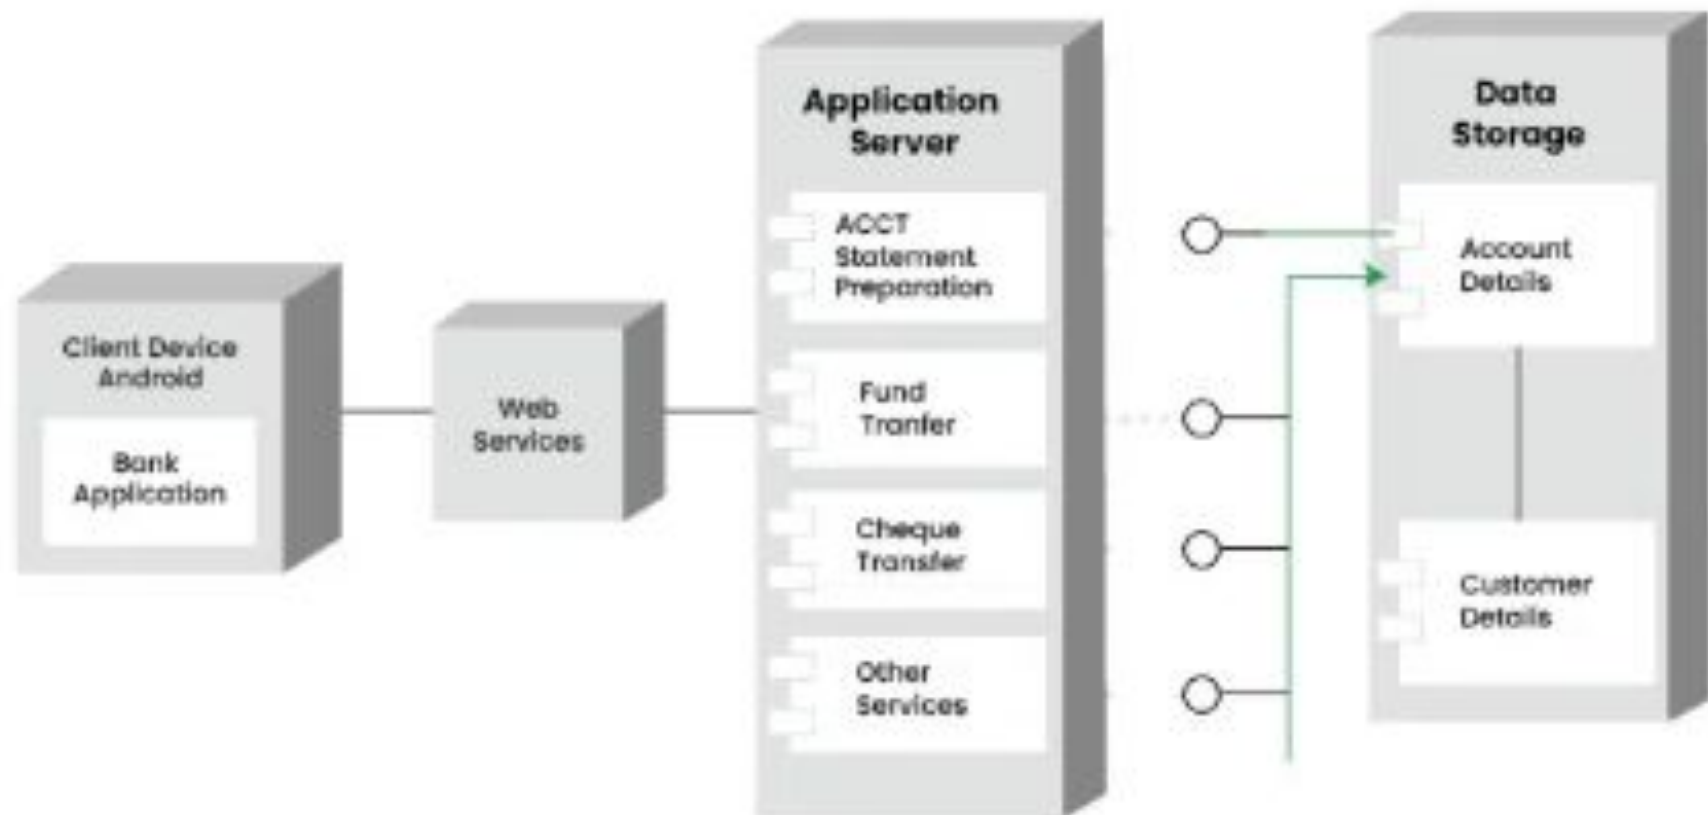 Client Device
Android
Bank
Application
Web
Services
Application
Server
ACCT
Statement
Preparation
Fund
Tranfer
Cheque
Transfer
Other
Services
Data
Storage
Account
Details
Customer
Details